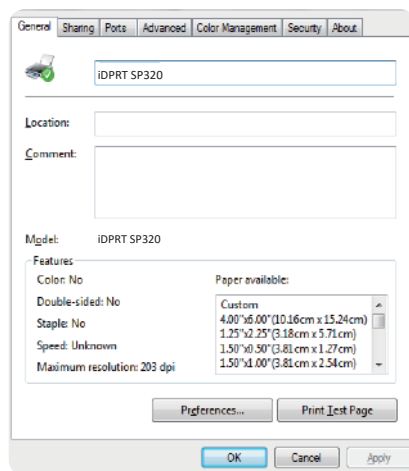 General Sharing Ports Advanced Color Management Security About
iDPRT SP320
Location:
Comment:
Model: iDPRT SP320
Features
Color: No
Double-sided: No
Staple: No
Speed: Unknown
Maximum resolution: 203 dpi
Paper available:
Custom
4.00"x6.00"(10.16cm x 15.24cm)
1.25"x2.25"(3.18cm x 5.71cm)
1.50"x0.50"(3.81cm x 1.27cm)
1.50"x1.00"(3.81cm x 2.54cm)
Preferences... Print Test Page
OK Cancel Apply